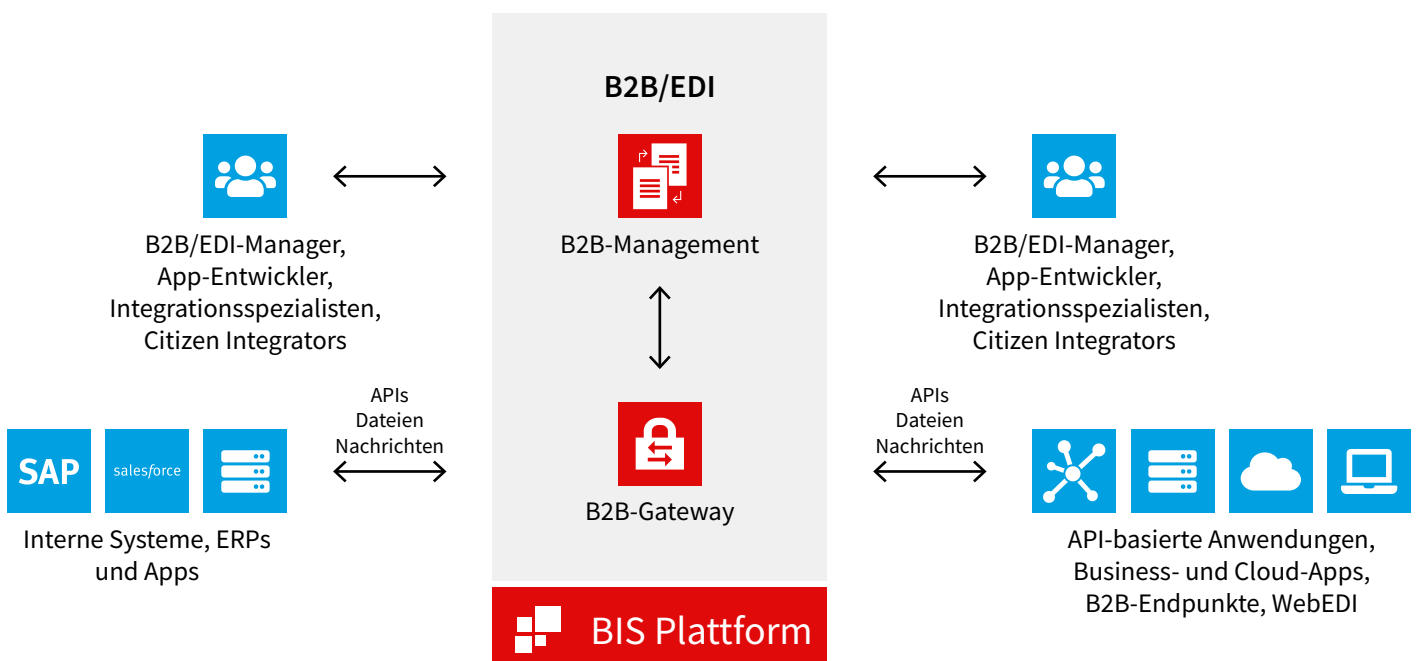 B2B/EDI
B2B/EDI-Manager,
App-Entwickler,
Integrationsspezialisten,
Citizen Integrators
B2B-Management
B2B/EDI-Manager,
App-Entwickler,
Integrationsspezialisten,
Citizen Integrators
SAP
salesforce
Interne Systeme, ERPs
und Apps
APIs
Dateien
Nachrichten
B2B-Gateway
APIs
Dateien
Nachrichten
API-basierte Anwendungen,
Business- und Cloud-Apps,
B2B-Endpunkte, WebEDI
BIS Plattform